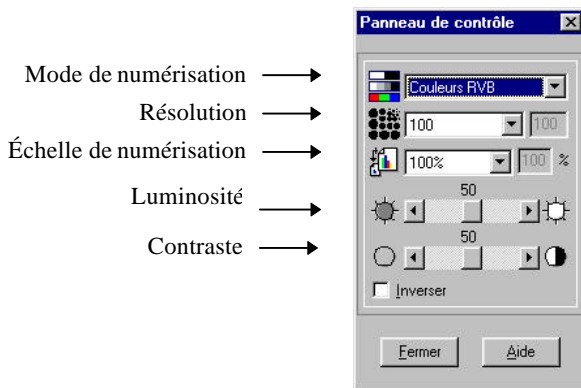 Panneau de contrôle
Mode de numérisation
Couleurs RVB
Résolution
100
100
Échelle de numérisation
100%
100 %
Luminosité
50
Contraste
50
Inverser
Fermer
Aide